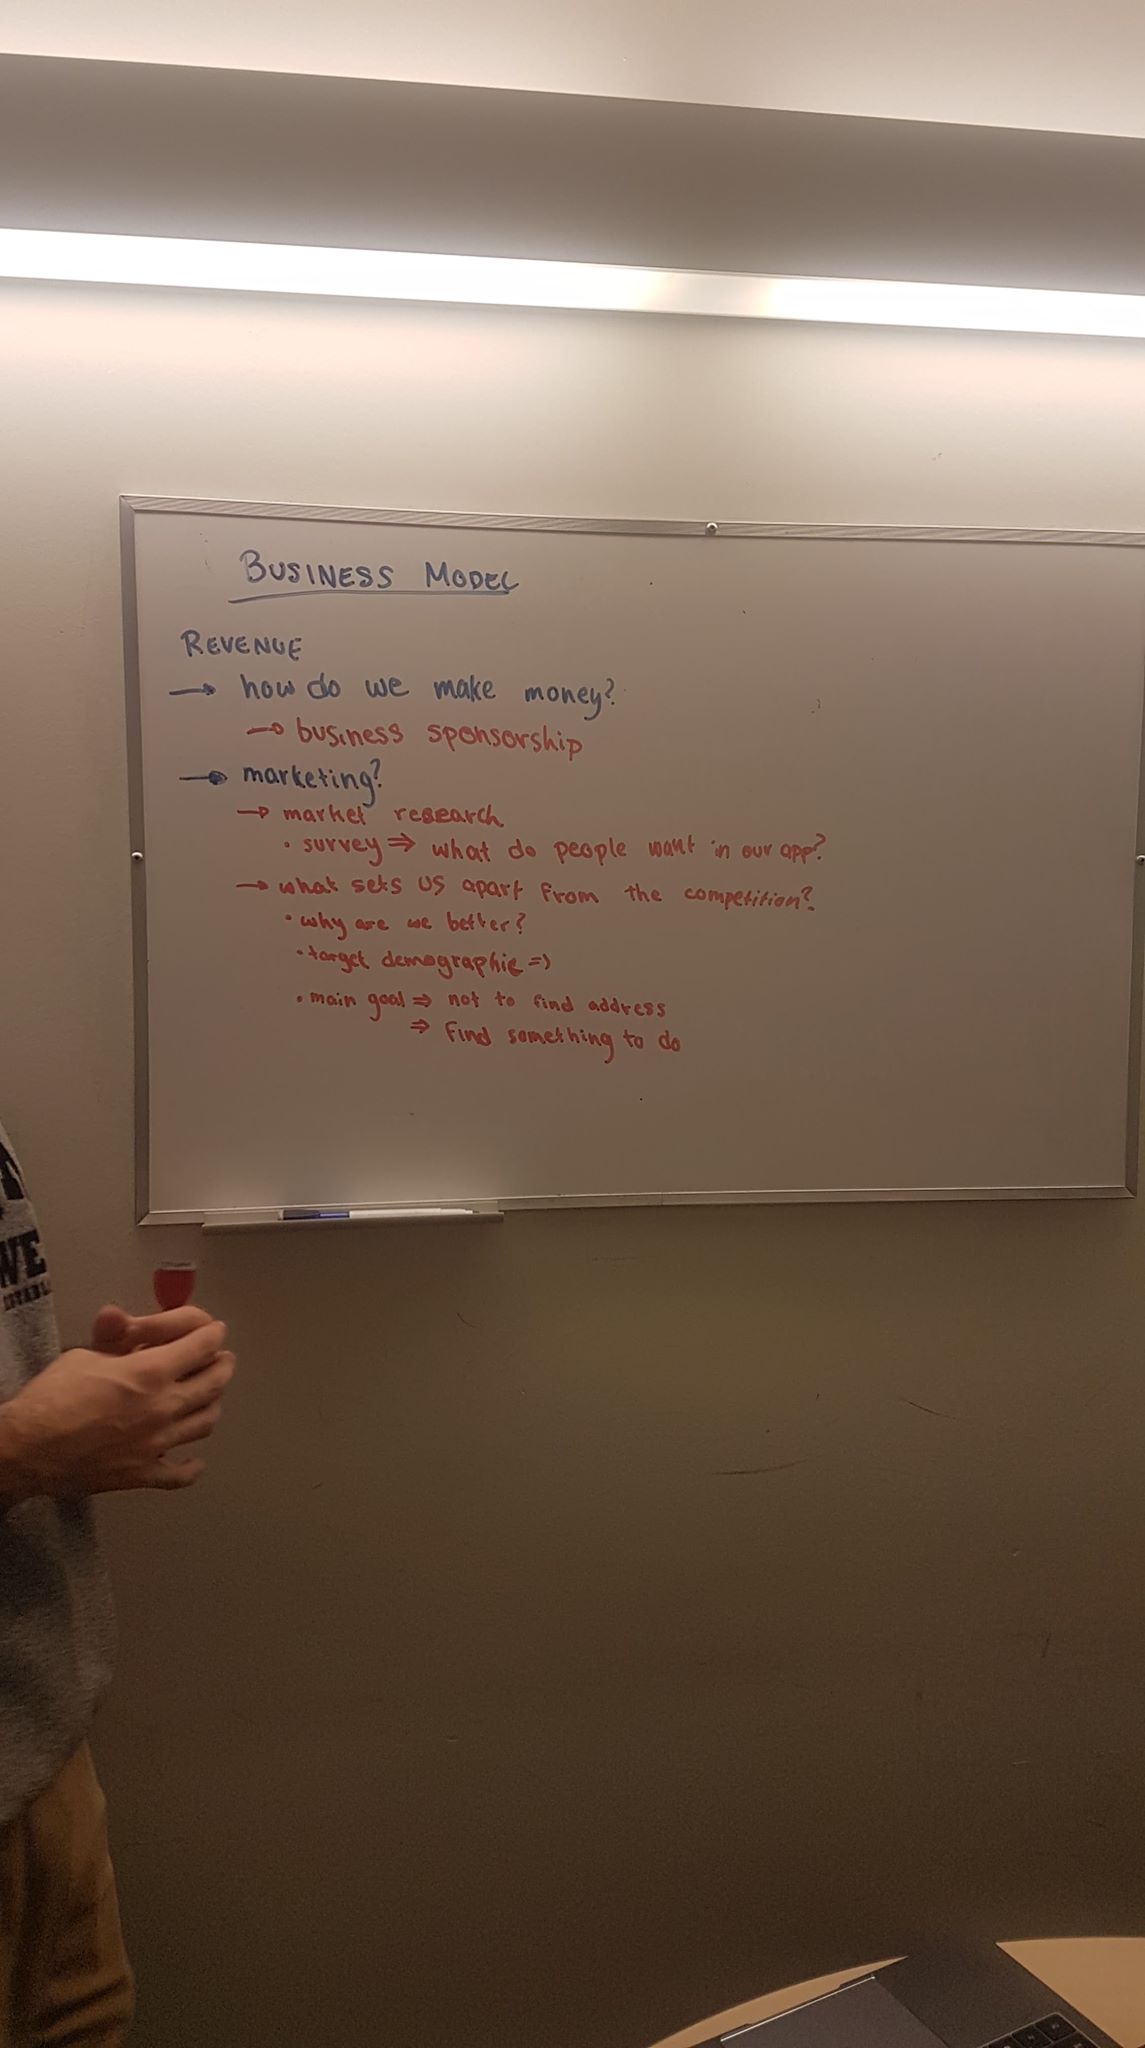 BUSINESS MODEL
REVENUE
→ how do we make money?
→ business sponsorship
→ marketing?
→ market research
• survey ⇒ what do people want in our app?
→ what sets us apart from the competition?
• why are we better?
• target demographic =>
• main goal ⇒ not to find address
⇒ find something to do
WE